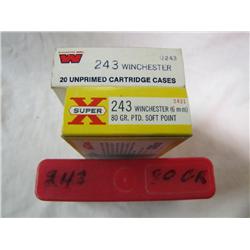 W
U243
243 WINCHESTER
20 UNPRIMED CARTRIDGE CASES
X
SUPER
243 WINCHESTER (6 mm)
80 GR. PTD. SOFT POINT
243 80 GR